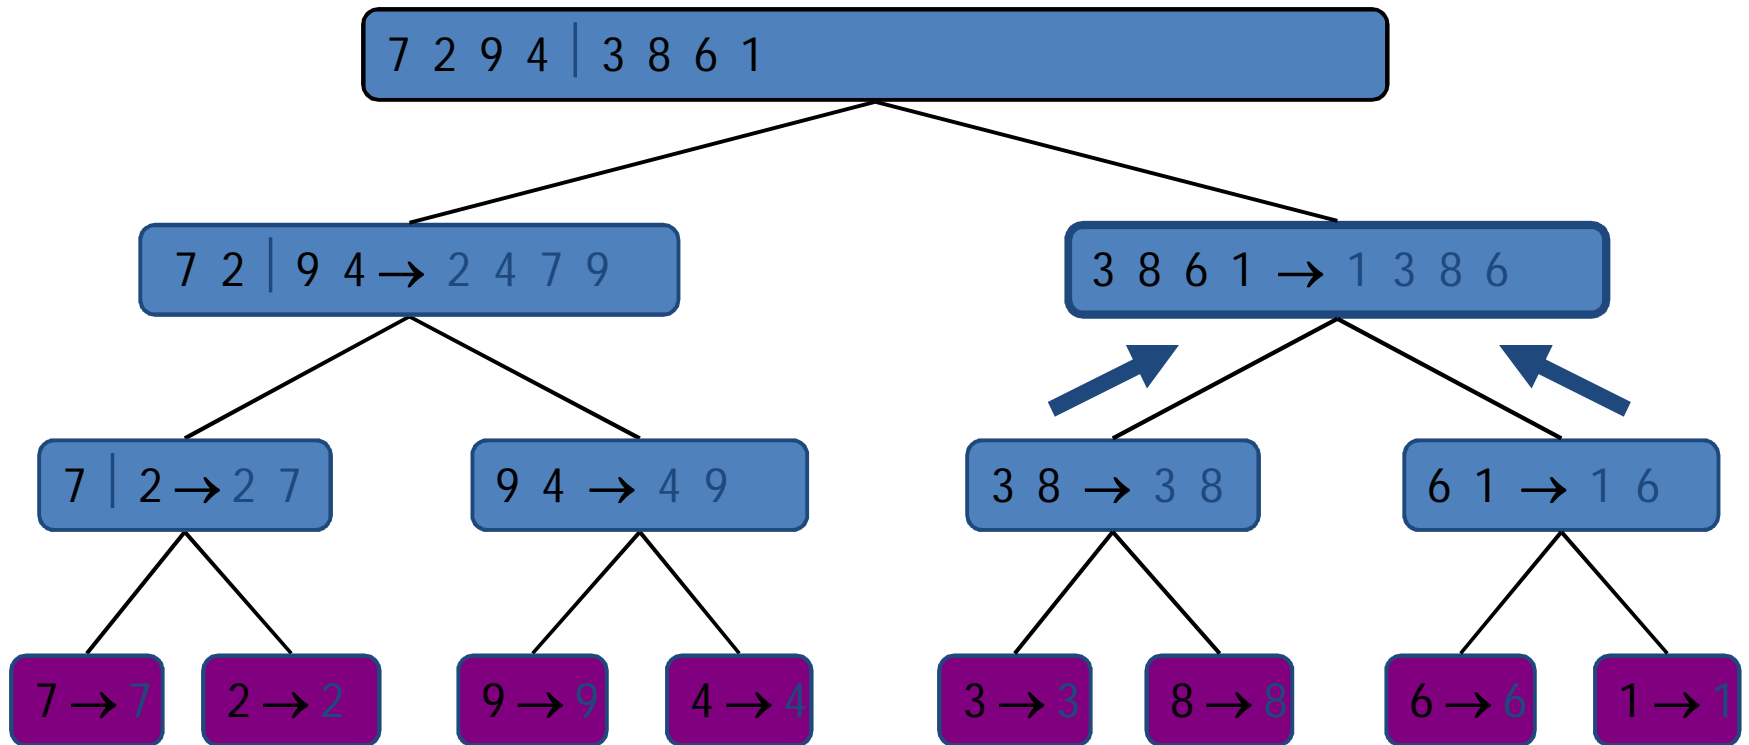 7 2 9 4 | 3 8 6 1
7 2 | 9 4 → 2 4 7 9
3 8 6 1 → 1 3 8 6
7 | 2 → 2 7
9 4 → 4 9
3 8 → 3 8
6 1 → 1 6
7 → 7
2 → 2
9 → 9
4 → 4
3 → 3
8 → 8
6 → 6
1 → 1